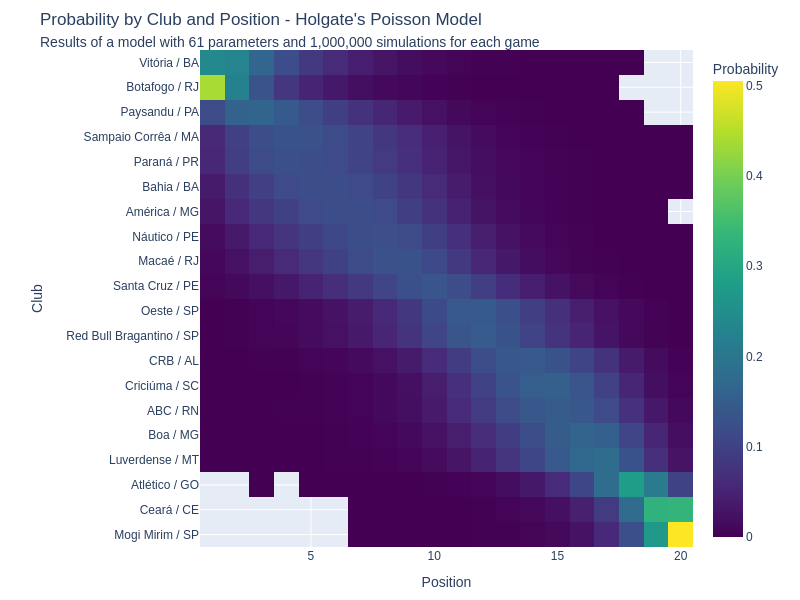 Probability by Club and Position - Holgate's Poisson Model
Results of a model with 61 parameters and 1,000,000 simulations for each game
Probability
Vitória / BA
Botafogo / RJ
Paysandu / PA
Sampaio Corrêa / MA
Paraná / PR
Bahia / BA
América / MG
Náutico / PE
Macaé / RJ
Santa Cruz / PE
Oeste / SP
Red Bull Bragantino / SP
CRB / AL
Criciúma / SC
ABC / RN
Boa / MG
Luverdense / MT
Atlético / GO
Ceará / CE
Mogi Mirim / SP
Club
5
10
15
20
Position
0.5
0.4
0.3
0.2
0.1
0